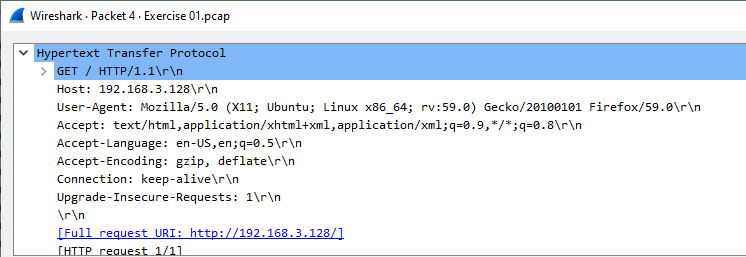 Wireshark · Packet 4 · Exercise 01.pcap
Hypertext Transfer Protocol
GET / HTTP/1.1\r\n
Host: 192.168.3.128\r\n
User-Agent: Mozilla/5.0 (X11; Ubuntu; Linux x86_64; rv:59.0) Gecko/20100101 Firefox/59.0\r\n
Accept: text/html,application/xhtml+xml,application/xml;q=0.9,*/*;q=0.8\r\n
Accept-Language: en-US,en;q=0.5\r\n
Accept-Encoding: gzip, deflate\r\n
Connection: keep-alive\r\n
Upgrade-Insecure-Requests: 1\r\n
\r\n
[Full request URI: http://192.168.3.128/]
[HTTP request 1/1]